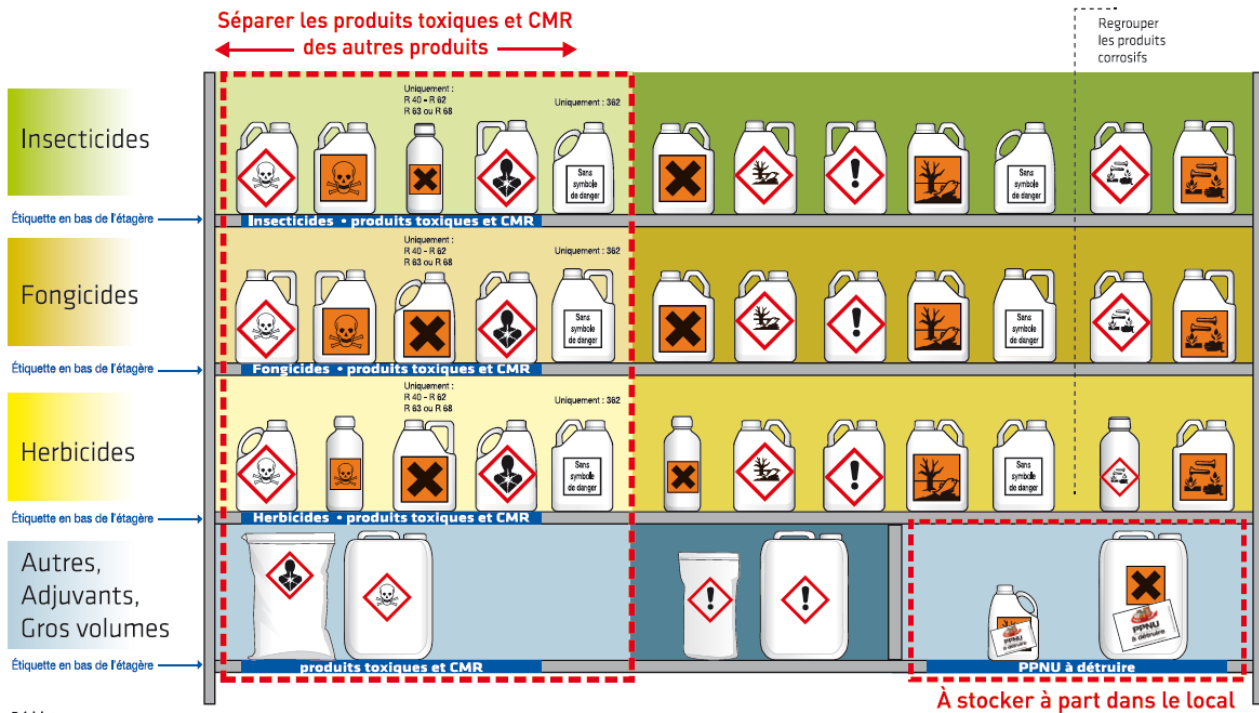 Séparer les produits toxiques et CMR
des autres produits
Regrouper
les produits
corrosifs
Insecticides
Uniquement :
R 40 - R 62
R 63 ou R 68
Uniquement : 362
Sans
symbole
de danger
Sans
symbole
de danger
Étiquette en bas de l'étagère
Insecticides • produits toxiques et CMR
Fongicides
Uniquement :
R 40 - R 62
R 63 ou R 68
Uniquement : 362
Sans
symbole
de danger
Sans
symbole
de danger
Étiquette en bas de l'étagère
Fongicides • produits toxiques et CMR
Herbicides
Uniquement :
R 40 - R 62
R 63 ou R 68
Uniquement : 362
Sans
symbole
de danger
Sans
symbole
de danger
Étiquette en bas de l'étagère
Herbicides • produits toxiques et CMR
Autres,
Adjuvants,
Gros volumes
PPNU
à détruire
PPNU
à détruire
Étiquette en bas de l'étagère
produits toxiques et CMR
PPNU à détruire
À stocker à part dans le local